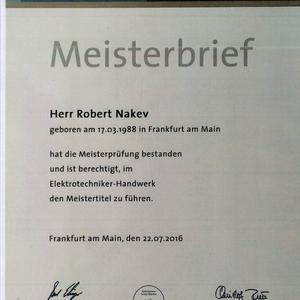 Meisterbrief
Herr Robert Nakev
geboren am 17.03.1988 in Frankfurt am Main
hat die Meisterprüfung bestanden
und ist berechtigt, im
Elektrotechniker-Handwerk
den Meistertitel zu führen.
Frankfurt am Main, den 22.07.2016